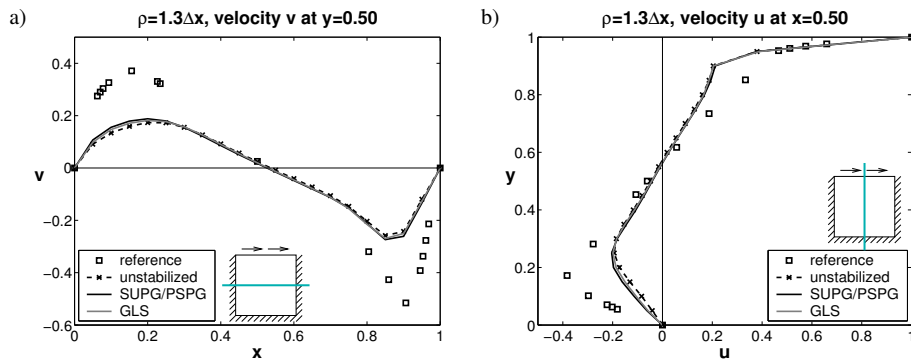 a)
ρ=1.3Δx, velocity v at y=0.50
v
0.4
0.2
0
−0.2
−0.4
−0.6
0
0.2
0.4
0.6
0.8
1
x
reference
unstabilized
SUPG/PSPG
GLS
b)
ρ=1.3Δx, velocity u at x=0.50
y
1
0.8
0.6
0.4
0.2
0
−0.4
−0.2
0
0.2
0.4
0.6
0.8
1
u
reference
unstabilized
SUPG/PSPG
GLS